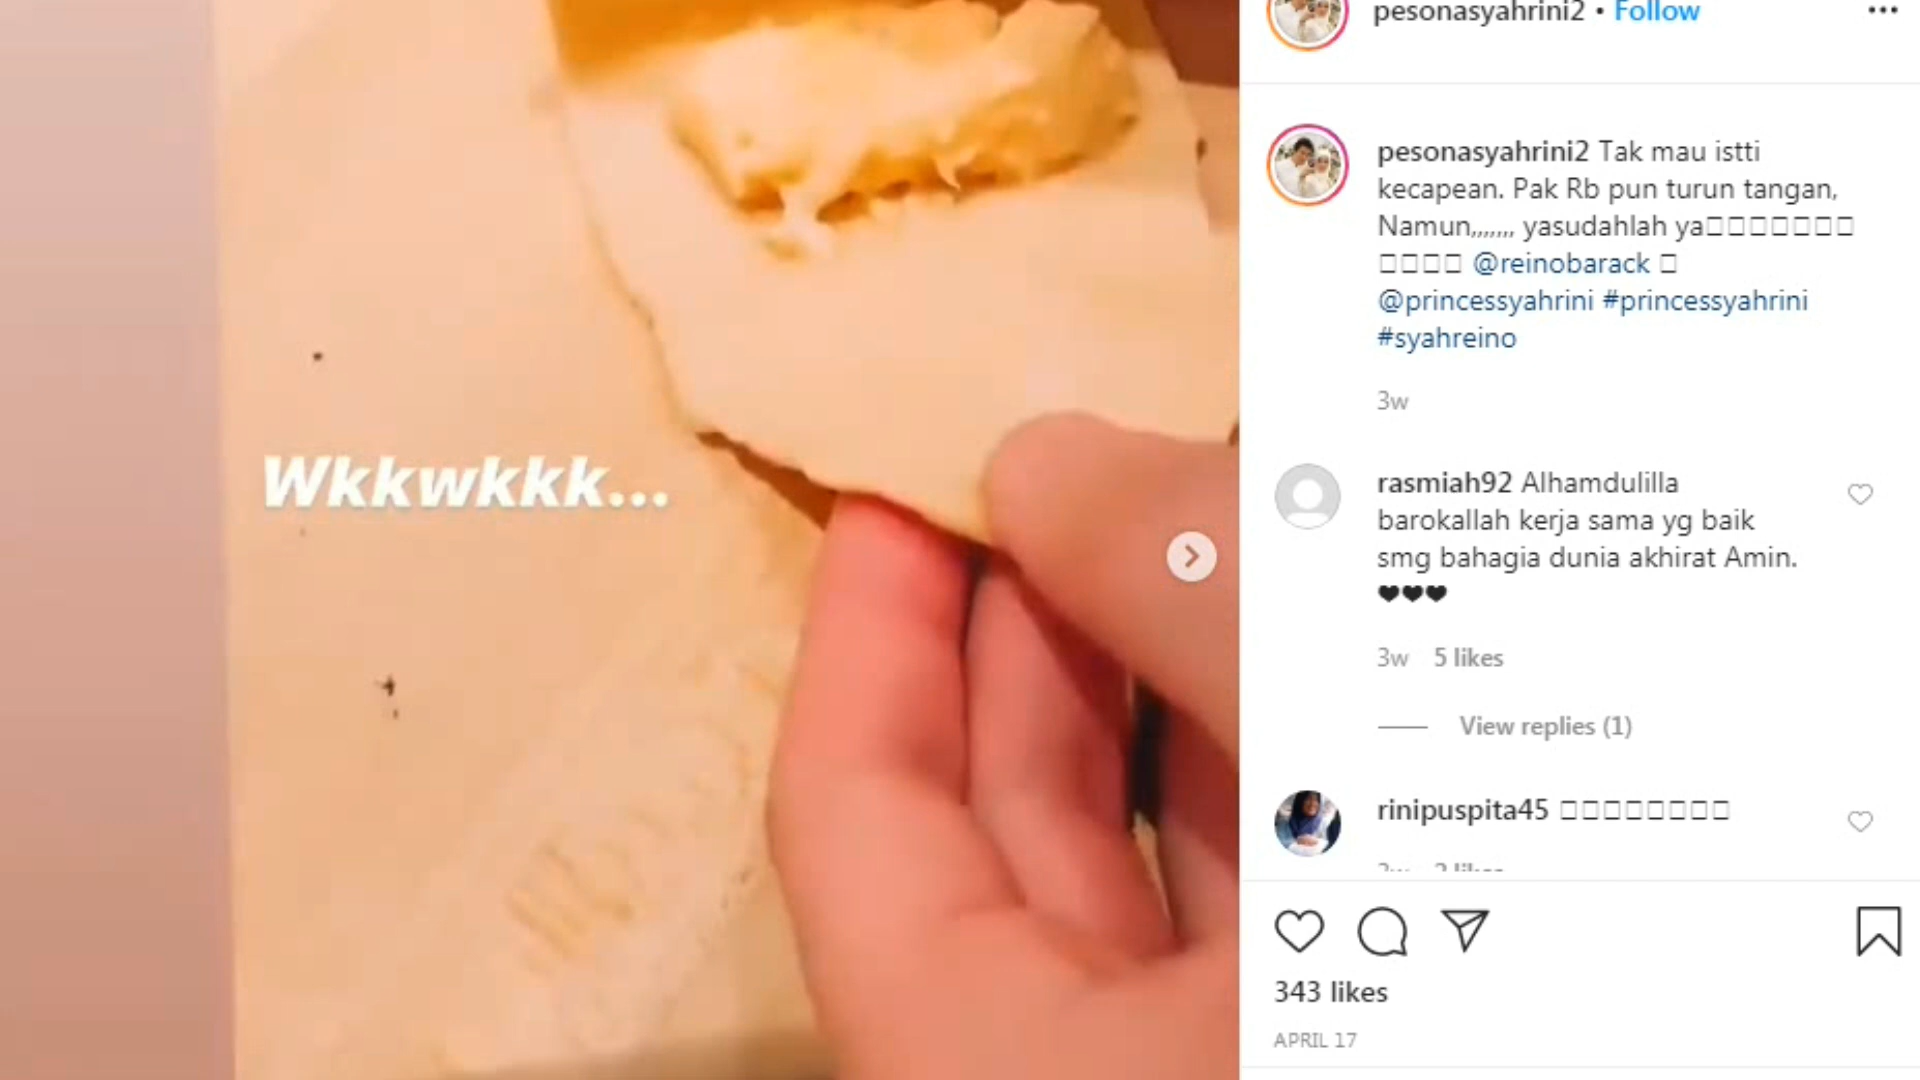 Wkkwkkk...
pesonasyahrini2 • Follow
pesonasyahrini2 Tak mau istti
kecapean. Pak Rb pun turun tangan,
Namun,,,,,,, yasudahlah ya
@reinobarack
@princessyahrini #princessyahrini
#syahreino
3w
rasmiah92 Alhamdulilla
barokallah kerja sama yg baik
smg bahagia dunia akhirat Amin.
❤❤❤
3w 5 likes
View replies (1)
rinipuspita45
343 likes
APRIL 17